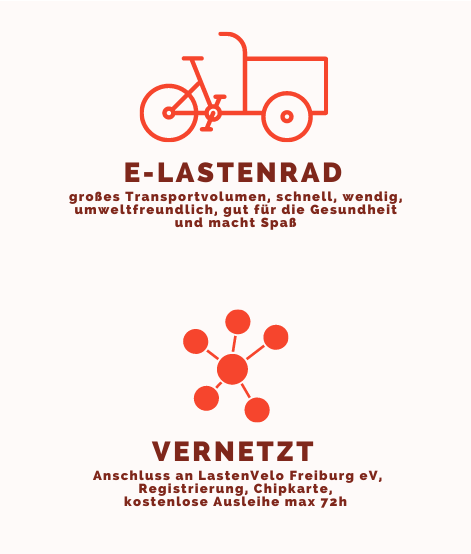 E-LASTENRAD
großes Transportvolumen, schnell, wendig,
umweltfreundlich, gut für die Gesundheit
und macht Spaß
VERNETZT
Anschluss an LastenVelo Freiburg eV,
Registrierung, Chipkarte,
kostenlose Ausleihe max 72h